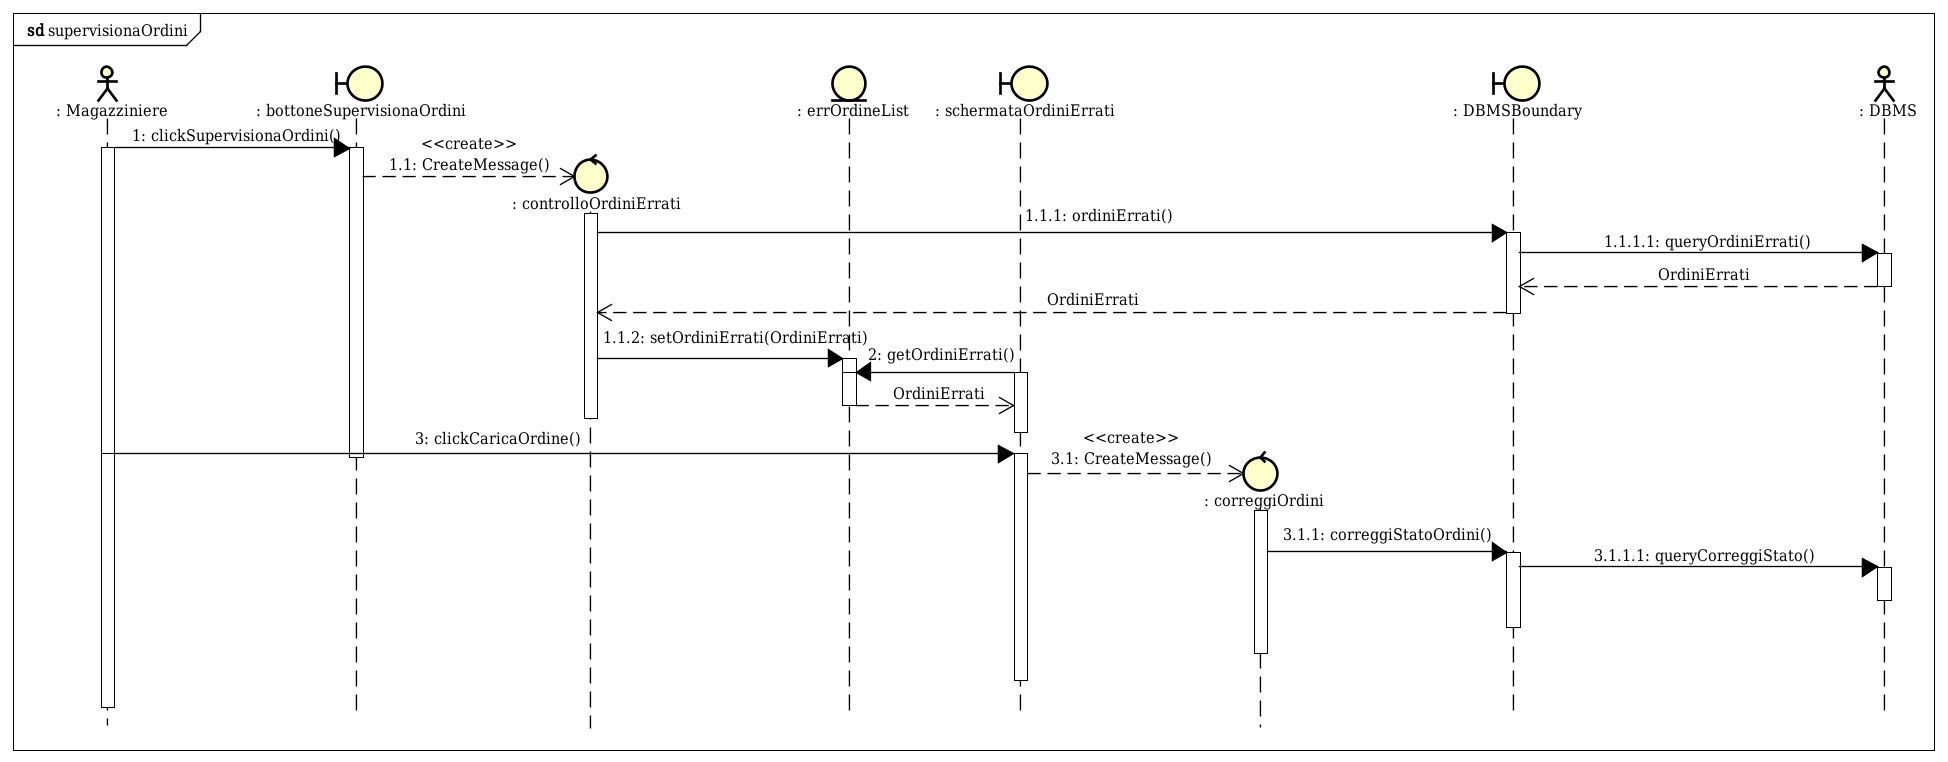 sd supervisionaOrdini
: Magazziniere
: bottoneSupervisionaOrdini
: errOrdineList
: schermataOrdiniErrati
: DBMSBoundary
: DBMS
1: clickSupervisionaOrdini()
<<create>>
1.1: CreateMessage()
: controlloOrdiniErrati
1.1.1: ordiniErrati()
1.1.1.1: queryOrdiniErrati()
OrdiniErrati
OrdiniErrati
1.1.2: setOrdiniErrati(OrdiniErrati)
2: getOrdiniErrati()
OrdiniErrati
3: clickCaricaOrdine()
<<create>>
3.1: CreateMessage()
: correggiOrdini
3.1.1: correggiStatoOrdini()
3.1.1.1: queryCorreggiStato()